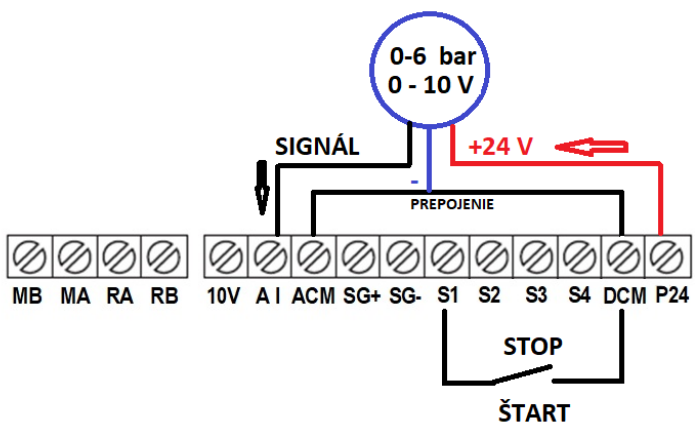 0-6 bar
0 - 10 V
SIGNÁL
+24 V
-
PREPOJENIE
MB MA RA RB 10V A I ACM SG+ SG- S1 S2 S3 S4 DCM P24
STOP
ŠTART